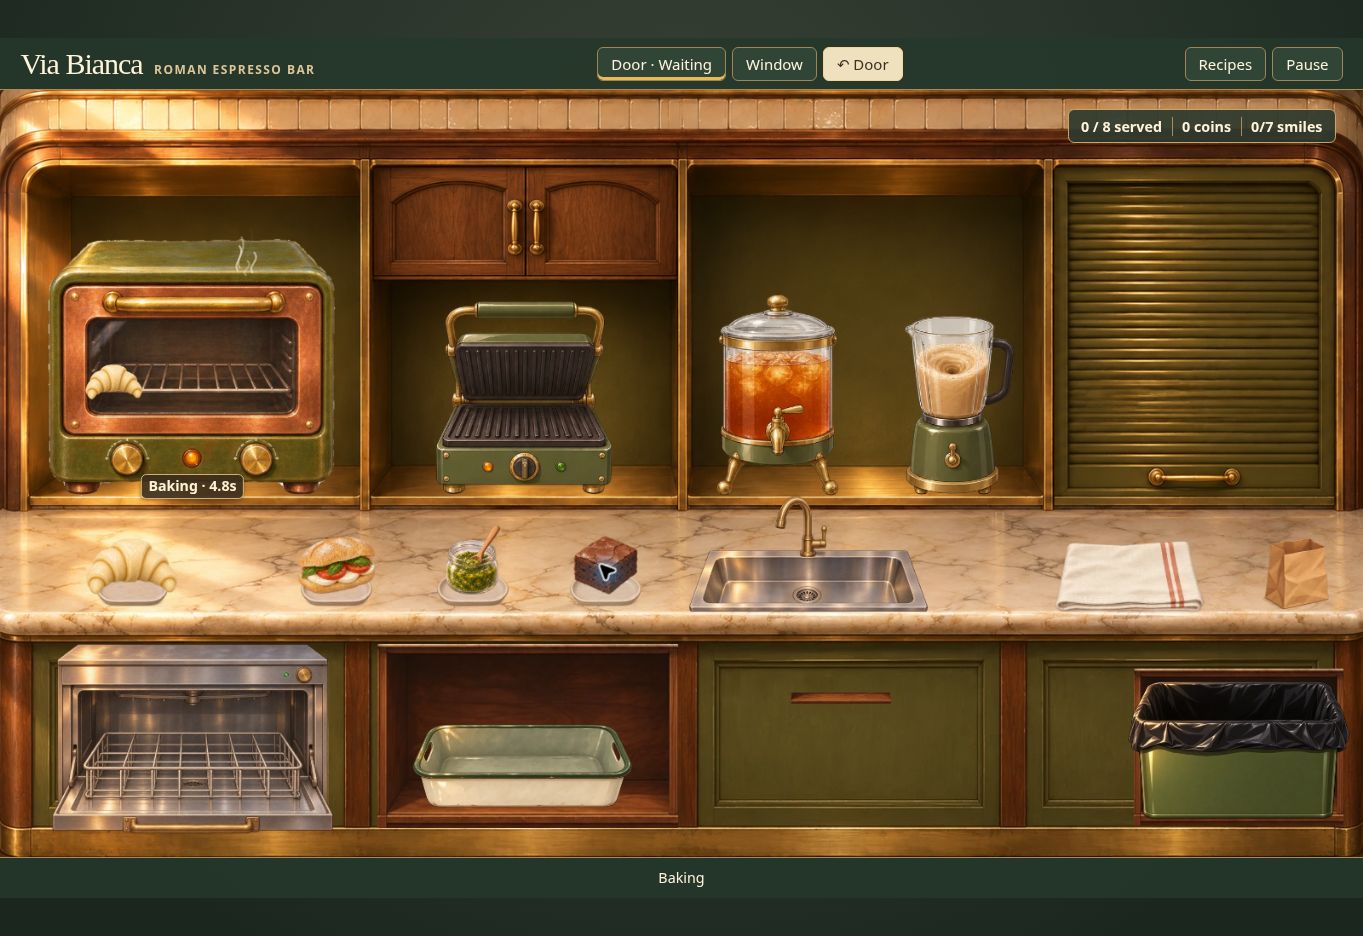 Via Bianca ROMAN ESPRESSO BAR
Door · Waiting
Window
↶ Door
Recipes
Pause
0 / 8 served
0 coins
0/7 smiles
Baking · 4.8s
Baking